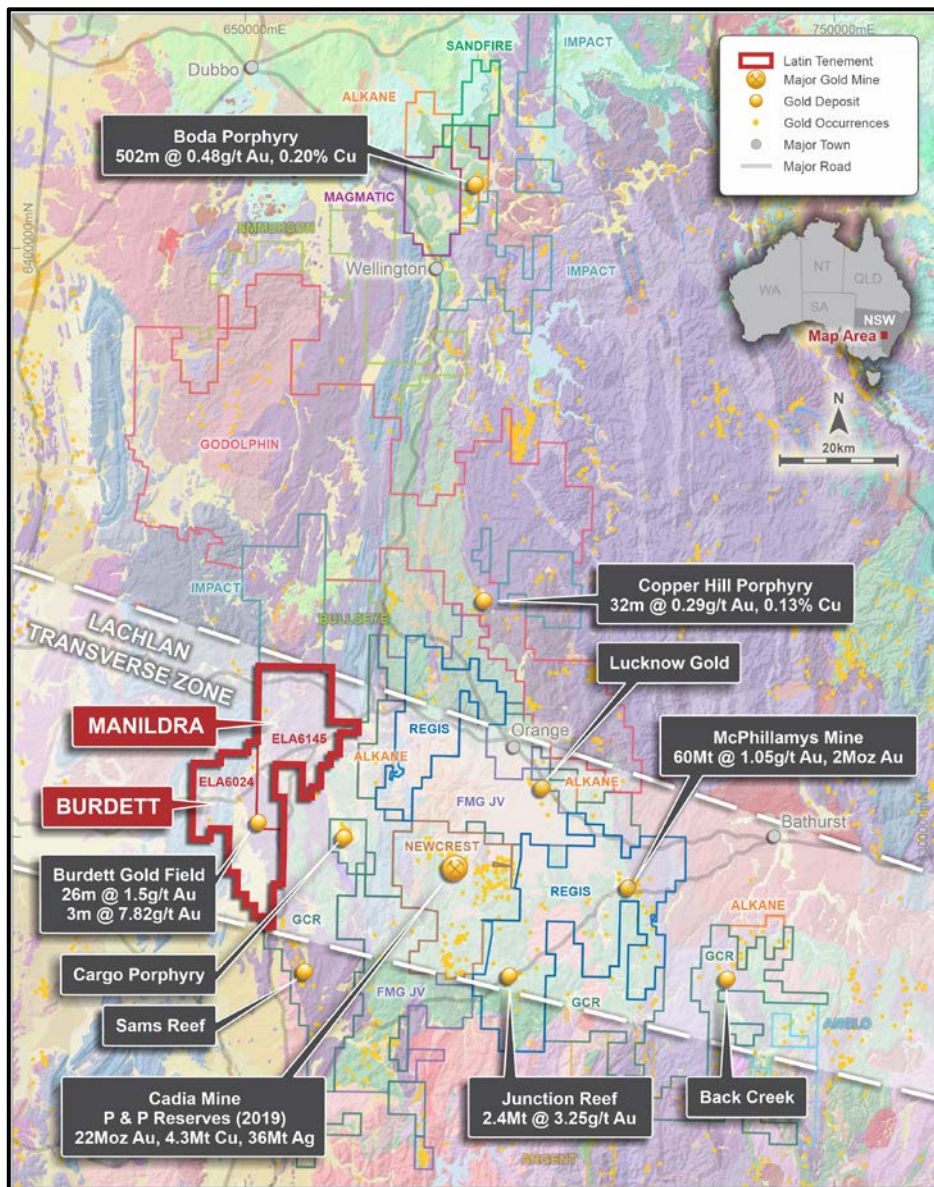 650000mE
750000mE
SANDFIRE
IMPACT
Dubbo
ALKANE
Boda Porphyry
502m @ 0.48g/t Au, 0.20% Cu
Latin Tenement
Major Gold Mine
Gold Deposit
Gold Occurrences
Major Town
Major Road
MAGMATIC
EMMERSON
6400000mN
Wellington
IMPACT
WA
NT
QLD
SA
NSW
Map Area
N
20km
GODOLPHIN
IMPACT
BULLSEYE
Copper Hill Porphyry
32m @ 0.29g/t Au, 0.13% Cu
LACHLAN
TRANSVERSE ZONE
Lucknow Gold
MANILDRA
ELA6145
REGIS
Orange
McPhillamys Mine
60Mt @ 1.05g/t Au, 2Moz Au
ALKANE
ELA6024
ALKANE
BURDETT
FMG JV
Bathurst
NEWCREST
Burdett Gold Field
26m @ 1.5g/t Au
3m @ 7.82g/t Au
REGIS
GCR
ALKANE
GCR
Cargo Porphyry
FMG JV
GCR
Sams Reef
ANGLO
Cadia Mine
P & P Reserves (2019)
22Moz Au, 4.3Mt Cu, 36Mt Ag
Junction Reef
2.4Mt @ 3.25g/t Au
Back Creek
ARGENT